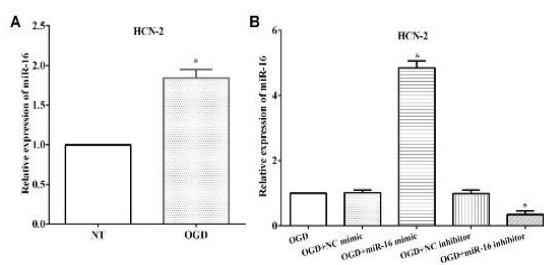 A
HCN-2
Relative expression of miR-16
2.5
2.0
1.5
1.0
0.5
0.0
*
NT
OGD
B
HCN-2
Relative expression of miR-16
6
4
2
0
*
*
OGD
OGD+NC mimic
OGD+miR-16 mimic
OGD+NC inhibitor
OGD+miR-16 inhibitor